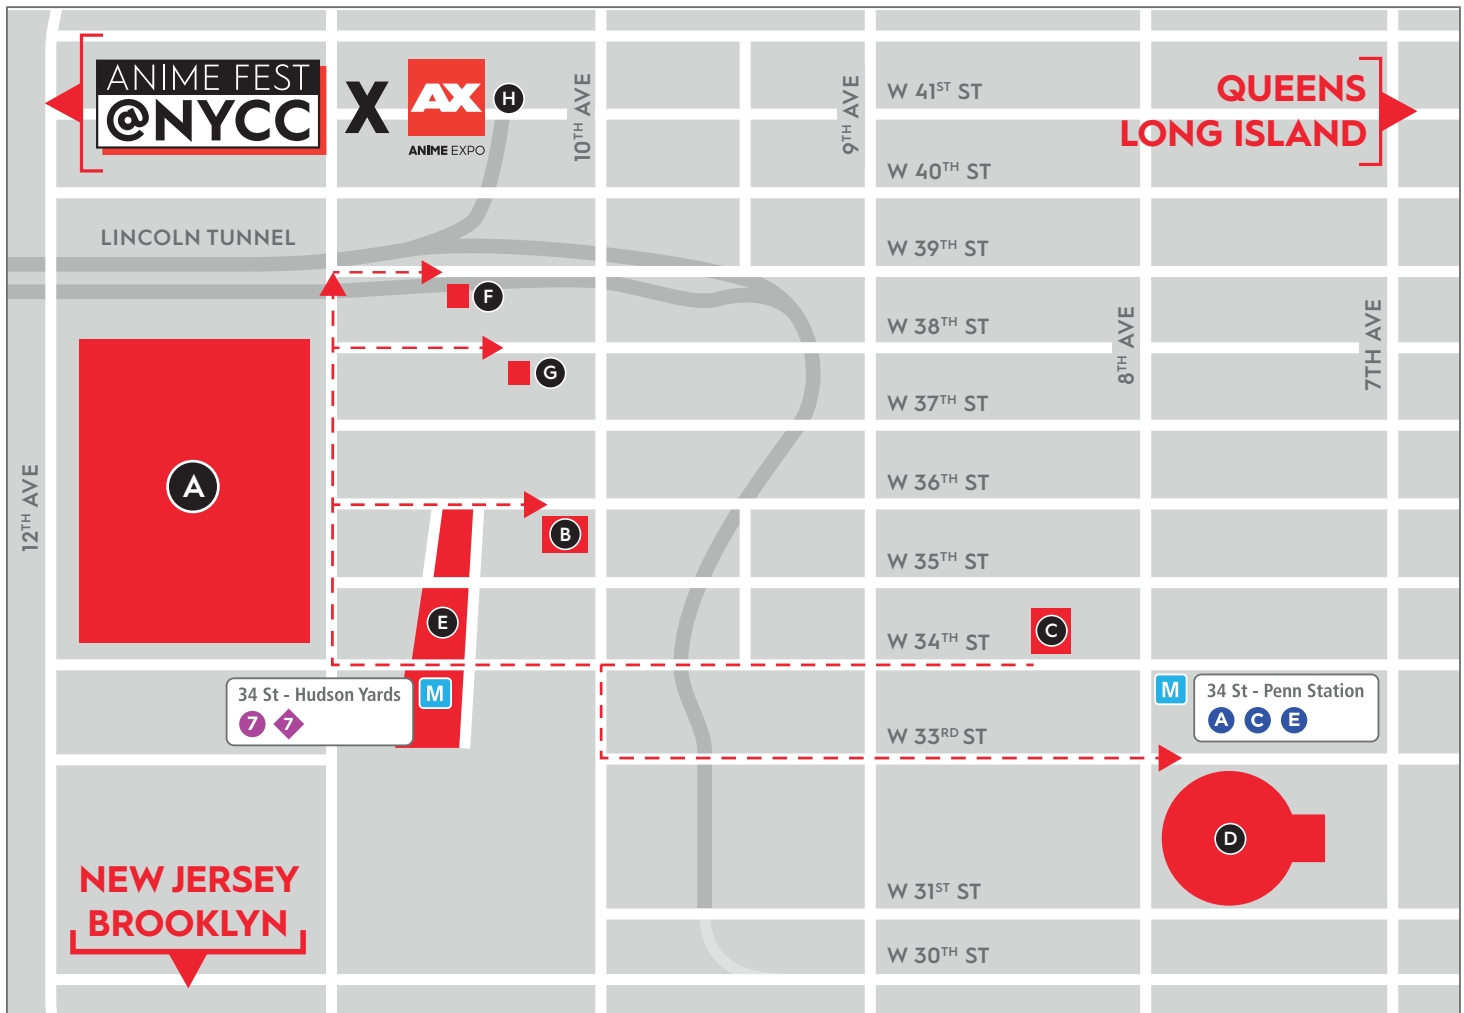 ANIME FEST
@NYCC
X
AX
ANIME EXPO
H
10TH AVE
9TH AVE
W 41ST ST
QUEENS
LONG ISLAND
W 40TH ST
LINCOLN TUNNEL
W 39TH ST
F
W 38TH ST
8TH AVE
7TH AVE
G
W 37TH ST
A
12TH AVE
W 36TH ST
B
W 35TH ST
E
C
W 34TH ST
34 St - Hudson Yards
7 7
M
M
34 St - Penn Station
A C E
W 33RD ST
D
NEW JERSEY
BROOKLYN
W 31ST ST
W 30TH ST